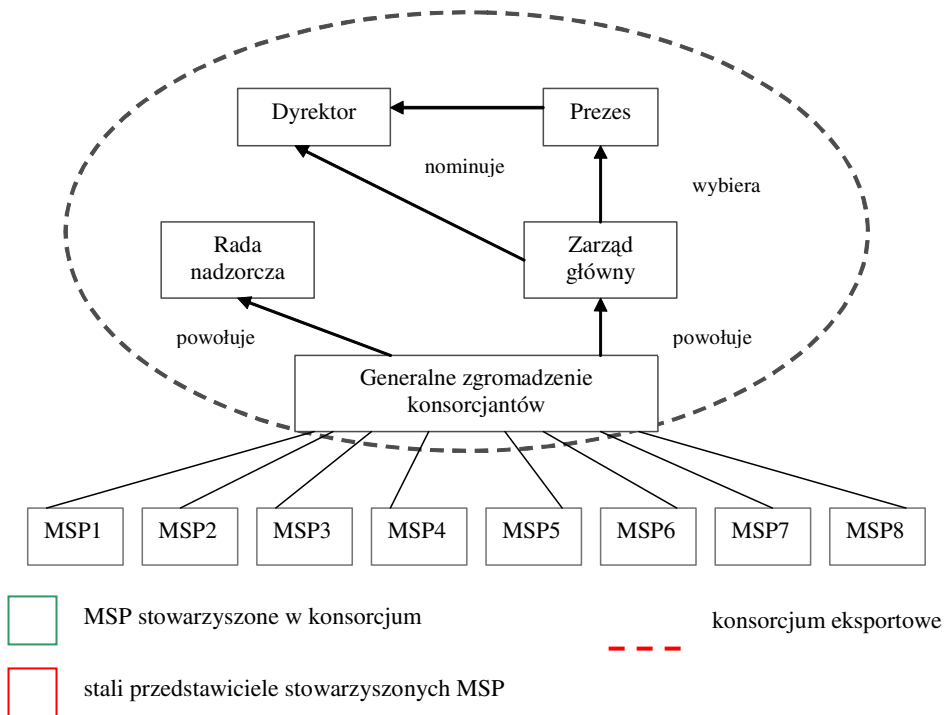 Dyrektor
Prezes
nominuje
wybiera
Rada
nadzorcza
Zarząd
główny
powołuje
powołuje
Generalne zgromadzenie
konsorcjantów
MSP1
MSP2
MSP3
MSP4
MSP5
MSP6
MSP7
MSP8
MSP stowarzyszone w konsorcjum
konsorcjum eksportowe
stali przedstawiciele stowarzyszonych MSP